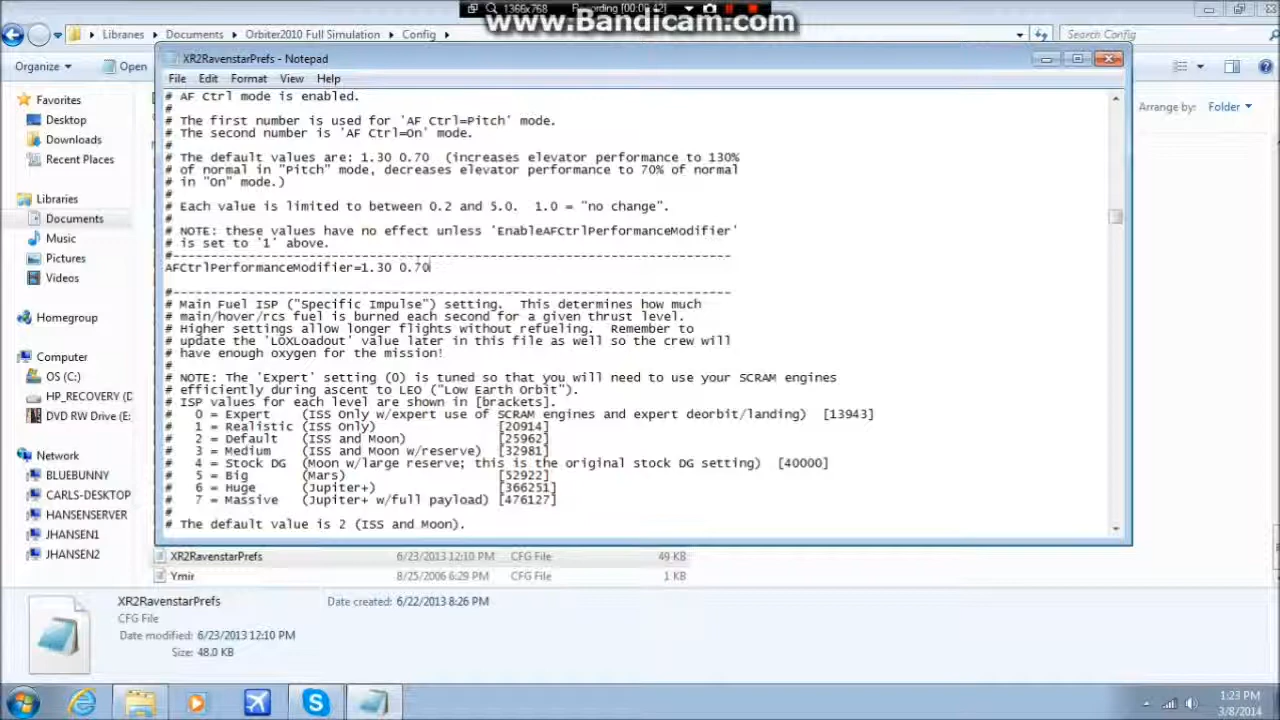 1366x768
Recording [00:05:42]
www.Bandicam.com
Libraries
Documents
Orbiter2010 Full Simulation
Config
Search Config
Organize
Open
Arrange by: Folder
Favorites
Desktop
Downloads
Recent Places
Libraries
Documents
Music
Pictures
Videos
Homegroup
Computer
OS (C:)
HP_RECOVERY (D
DVD RW Drive (E:
Network
BLUEBUNNY
CARLS-DESKTOP
HANSENSERVER
JHANSEN1
JHANSEN2
XR2RavenstarPrefs - Notepad
File Edit Format View Help
# AF Ctrl mode is enabled.
#
# The first number is used for 'AF Ctrl=Pitch' mode.
# The second number is 'AF Ctrl=On' mode.
#
# The default values are: 1.30 0.70 (increases elevator performance to 130%
# of normal in "Pitch" mode, decreases elevator performance to 70% of normal
# in "On" mode.)
#
# Each value is limited to between 0.2 and 5.0. 1.0 = "no change".
#
# NOTE: these values have no effect unless 'EnableAFCtrlPerformanceModifier'
# is set to '1' above.
#---------------------------------------------------------------------------
AFCtrlPerformanceModifier=1.30 0.70
#---------------------------------------------------------------------------
# Main Fuel ISP ("Specific Impulse") setting. This determines how much
# main/hover/rcs fuel is burned each second for a given thrust level.
# Higher settings allow longer flights without refueling. Remember to
# update the 'LOXLoadout' value later in this file as well so the crew will
# have enough oxygen for the mission!
#
# NOTE: The 'Expert' setting (0) is tuned so that you will need to use your SCRAM engines
# efficiently during ascent to LEO ("Low Earth Orbit").
# ISP values for each level are shown in [brackets].
# 0 = Expert (ISS Only w/expert use of SCRAM engines and expert deorbit/landing) [13943]
# 1 = Realistic (ISS Only) [20914]
# 2 = Default (ISS and Moon) [25962]
# 3 = Medium (ISS and Moon w/reserve) [32981]
# 4 = Stock DG (Moon w/large reserve; this is the original stock DG setting) [40000]
# 5 = Big (Mars) [52922]
# 6 = Huge (Jupiter+) [366251]
# 7 = Massive (Jupiter+ w/full payload) [476127]
#
# The default value is 2 (ISS and Moon).
XR2RavenstarPrefs 6/23/2013 12:10 PM CFG File 49 KB
Ymir 8/25/2006 6:29 PM CFG File 1 KB
XR2RavenstarPrefs Date created: 6/22/2013 8:26 PM
CFG File
Date modified: 6/23/2013 12:10 PM
Size: 48.0 KB
1:23 PM
3/8/2014